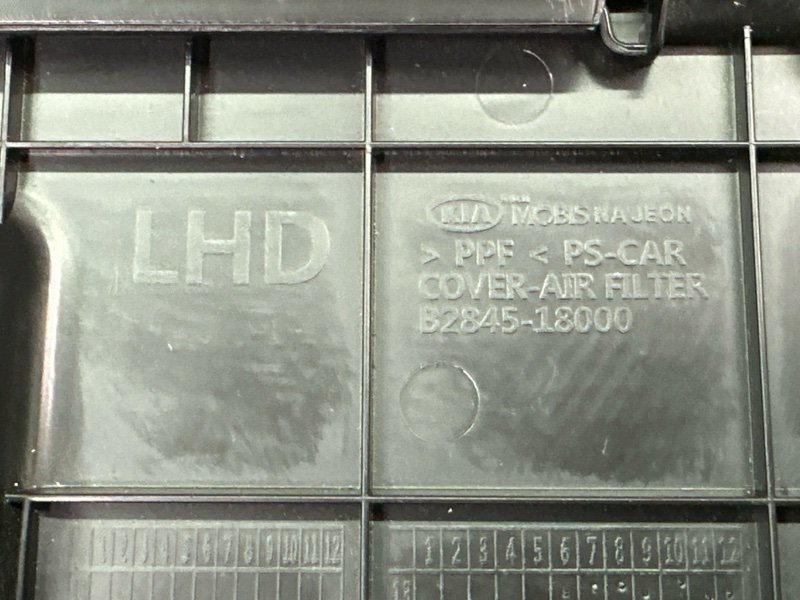 LHD
KIA MOBIS NAJEON
> PPF < PS-CAR
COVER-AIR FILTER
B2845-18000
1 2 3 4 5 6 7 8 9 10 11 12
1 2 3 4 5 6 7 8 9 10 11 12